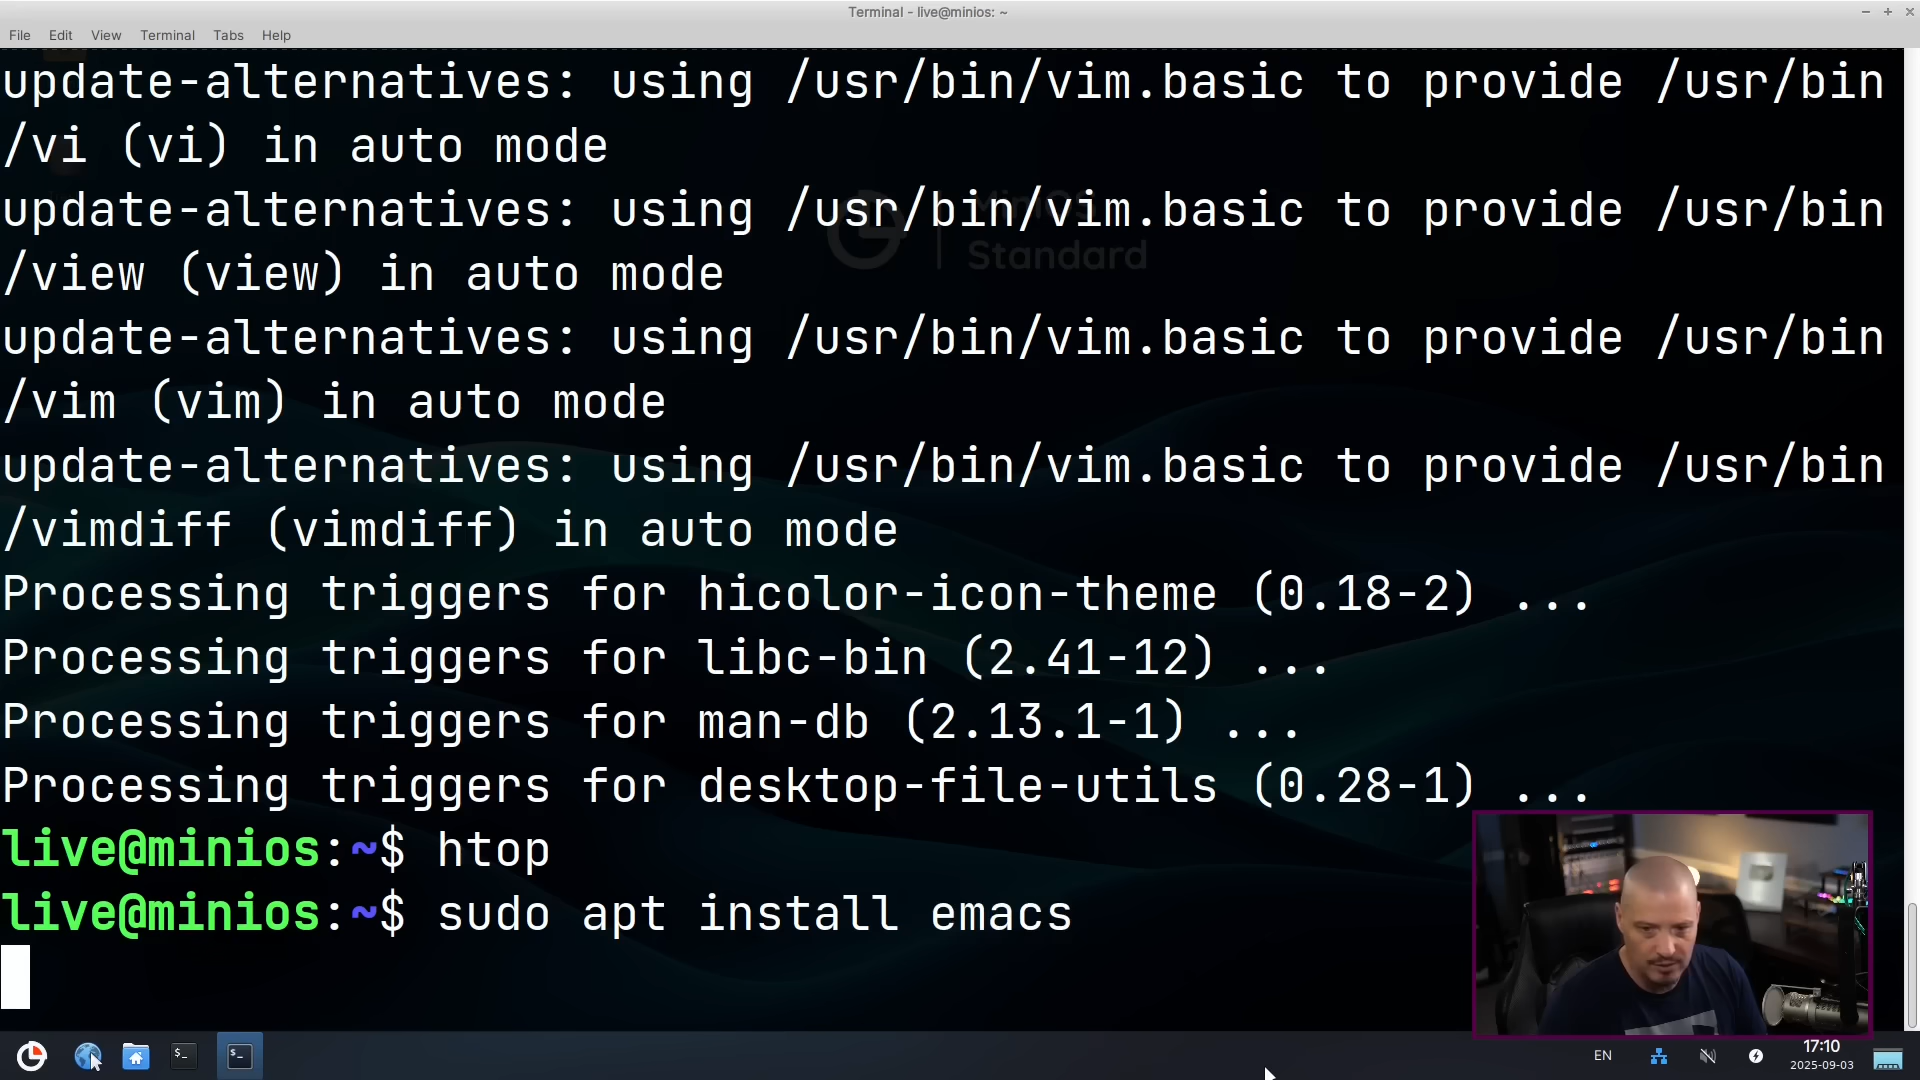 Terminal - live@minios: ~
File Edit View Terminal Tabs Help
update-alternatives: using /usr/bin/vim.basic to provide /usr/bin
/vi (vi) in auto mode
update-alternatives: using /usr/bin/vim.basic to provide /usr/bin
/view (view) in auto mode
update-alternatives: using /usr/bin/vim.basic to provide /usr/bin
/vim (vim) in auto mode
update-alternatives: using /usr/bin/vim.basic to provide /usr/bin
/vimdiff (vimdiff) in auto mode
Processing triggers for hicolor-icon-theme (0.18-2) ...
Processing triggers for libc-bin (2.41-12) ...
Processing triggers for man-db (2.13.1-1) ...
Processing triggers for desktop-file-utils (0.28-1) ...
live@minios:~$ htop
live@minios:~$ sudo apt install emacs
MiniOS
Standard
EN
17:10
2025-09-03